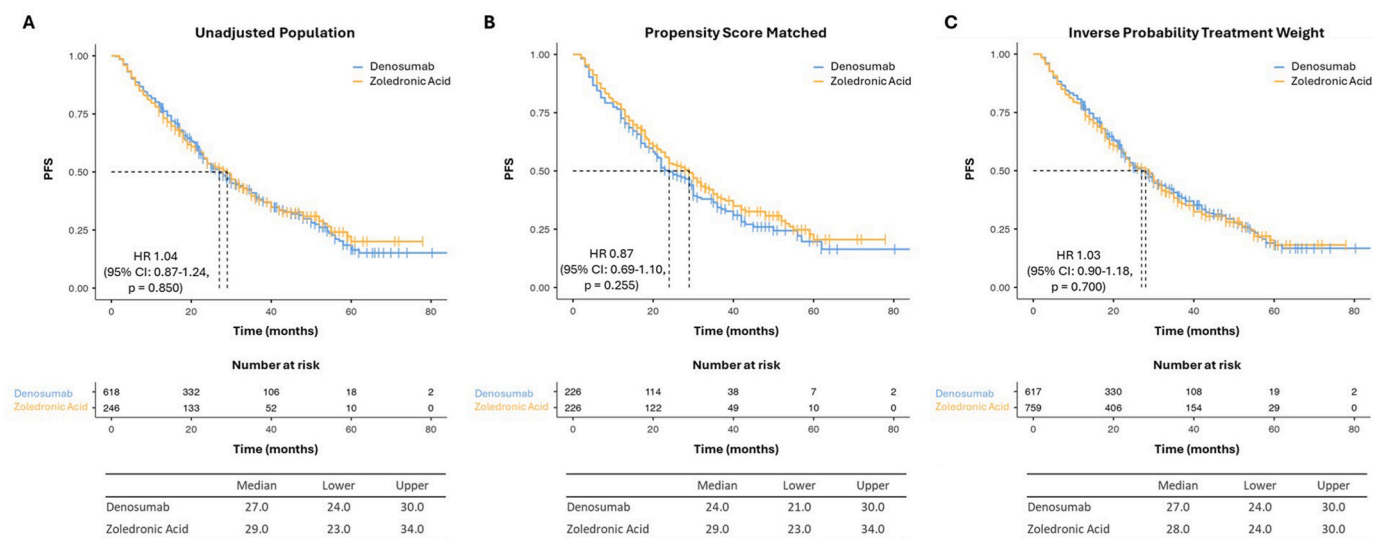 A
Unadjusted Population
1.00
0.75
0.50
0.25
0.00
PFS
Denosumab
Zoledronic Acid
HR 1.04
(95% CI: 0.87-1.24,
p = 0.850)
0 20 40 60 80
Time (months)
Number at risk
Denosumab 618 332 106 18 2
Zoledronic Acid 246 133 52 10 0
0 20 40 60 80
Time (months)
Median Lower Upper
Denosumab 27.0 24.0 30.0
Zoledronic Acid 29.0 23.0 34.0
B
Propensity Score Matched
1.00
0.75
0.50
0.25
0.00
PFS
Denosumab
Zoledronic Acid
HR 0.87
(95% CI: 0.69-1.10,
p = 0.255)
0 20 40 60 80
Time (months)
Number at risk
Denosumab 226 114 38 7 2
Zoledronic Acid 226 122 49 10 0
0 20 40 60 80
Time (months)
Median Lower Upper
Denosumab 24.0 21.0 30.0
Zoledronic Acid 29.0 23.0 34.0
C
Inverse Probability Treatment Weight
1.00
0.75
0.50
0.25
0.00
PFS
Denosumab
Zoledronic Acid
HR 1.03
(95% CI: 0.90-1.18,
p = 0.700)
0 20 40 60 80
Time (months)
Number at risk
Denosumab 617 330 108 19 2
Zoledronic Acid 759 406 154 29 0
0 20 40 60 80
Time (months)
Median Lower Upper
Denosumab 27.0 24.0 30.0
Zoledronic Acid 28.0 24.0 30.0